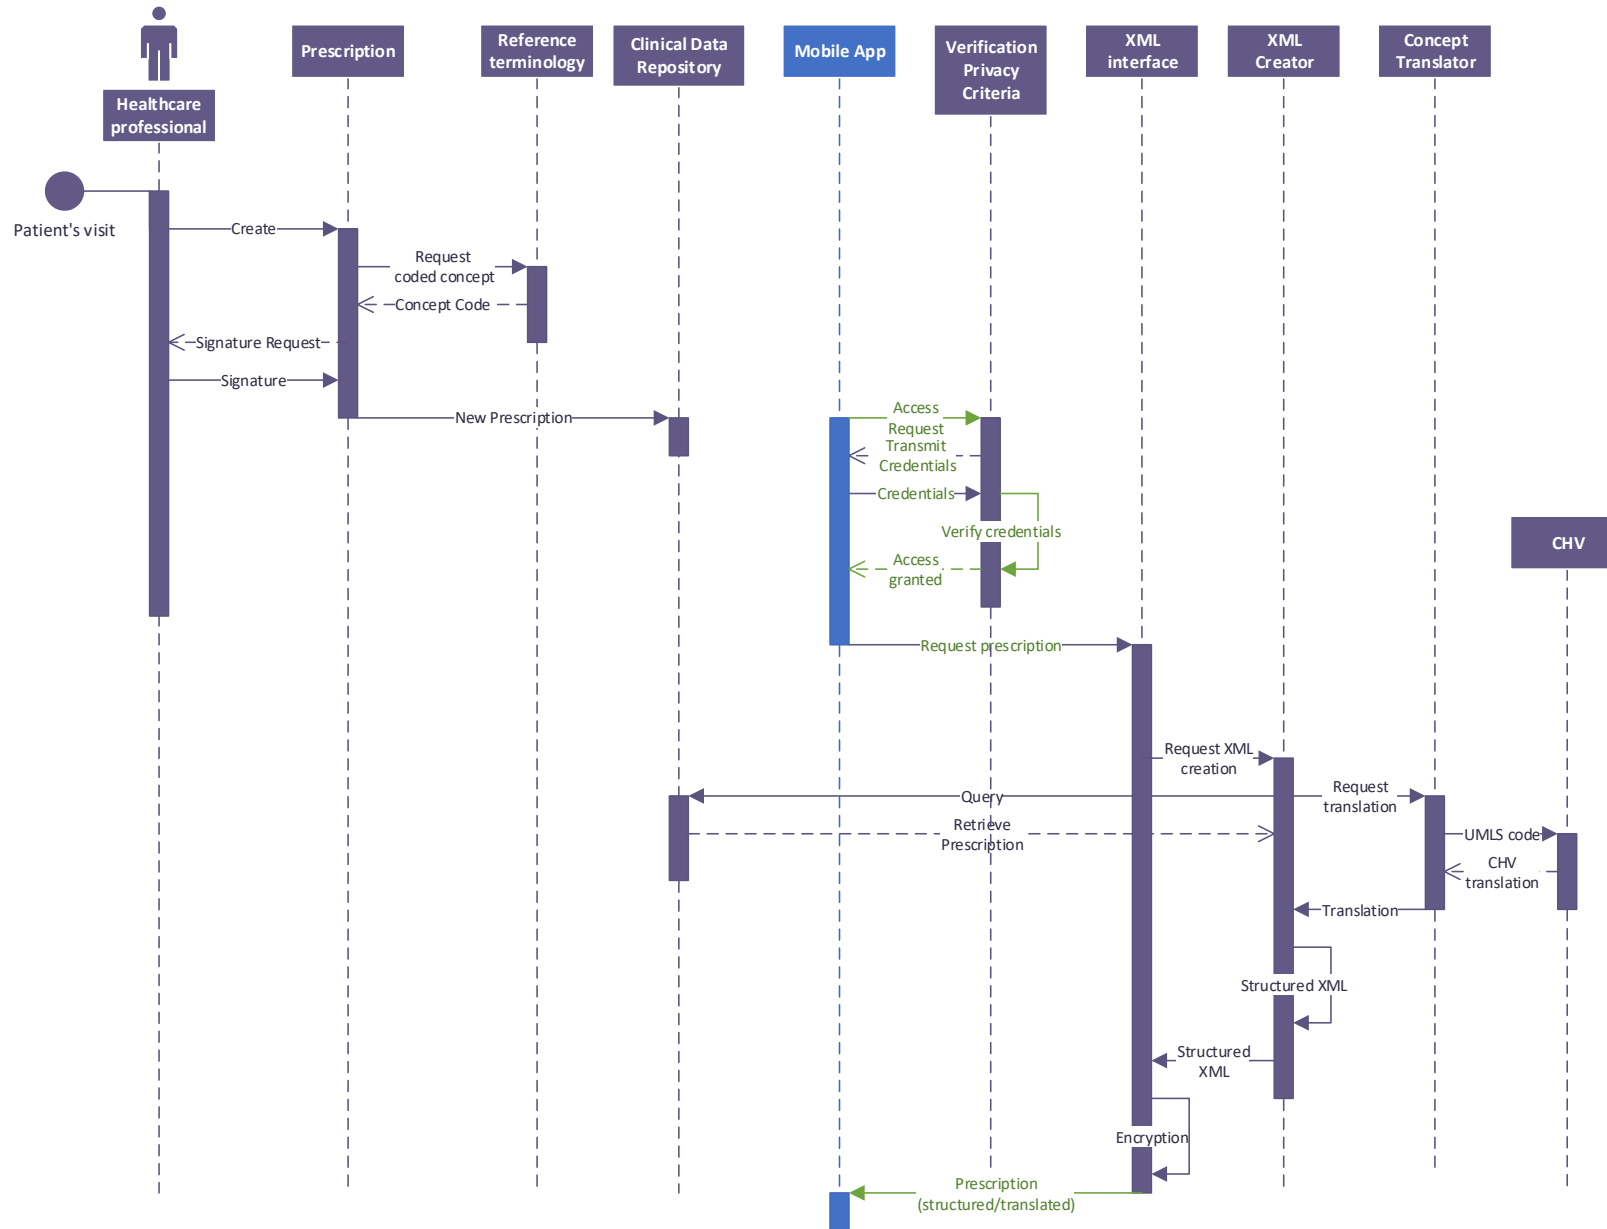 Healthcare
professional
Prescription
Reference
terminology
Clinical Data
Repository
Mobile App
Verification
Privacy
Criteria
XML
interface
XML
Creator
Concept
Translator
CHV
Patient's visit
Create
Request
coded concept
Concept Code
Signature Request
Signature
New Prescription
Access
Request
Transmit
Credentials
Credentials
Verify credentials
Access
granted
Request prescription
Request XML
creation
Query
Request
translation
Retrieve
Prescription
UMLS code
CHV
translation
Translation
Structured XML
Structured
XML
Encryption
Prescription
(structured/translated)